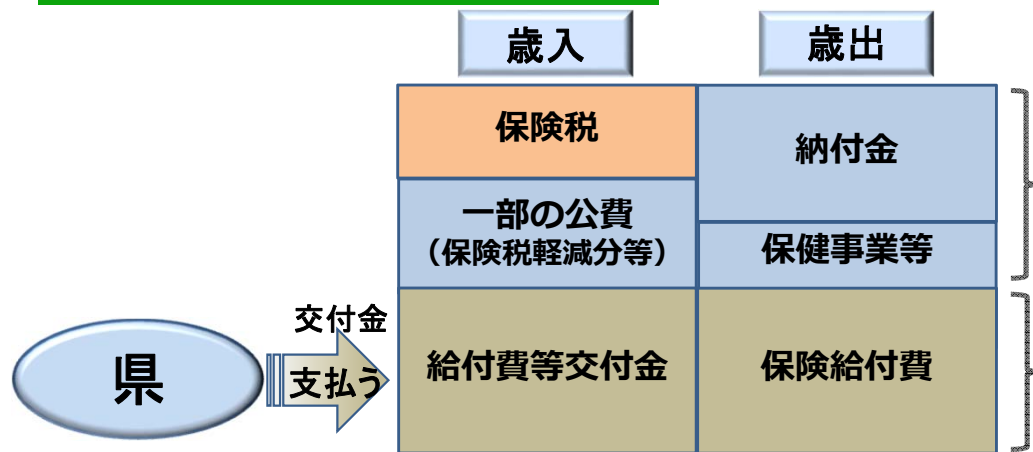 歳入
歳出
保険税
納付金
一部の公費
（保険税軽減分等）
保健事業等
交付金
県
支払う
給付費等交付金
保険給付費